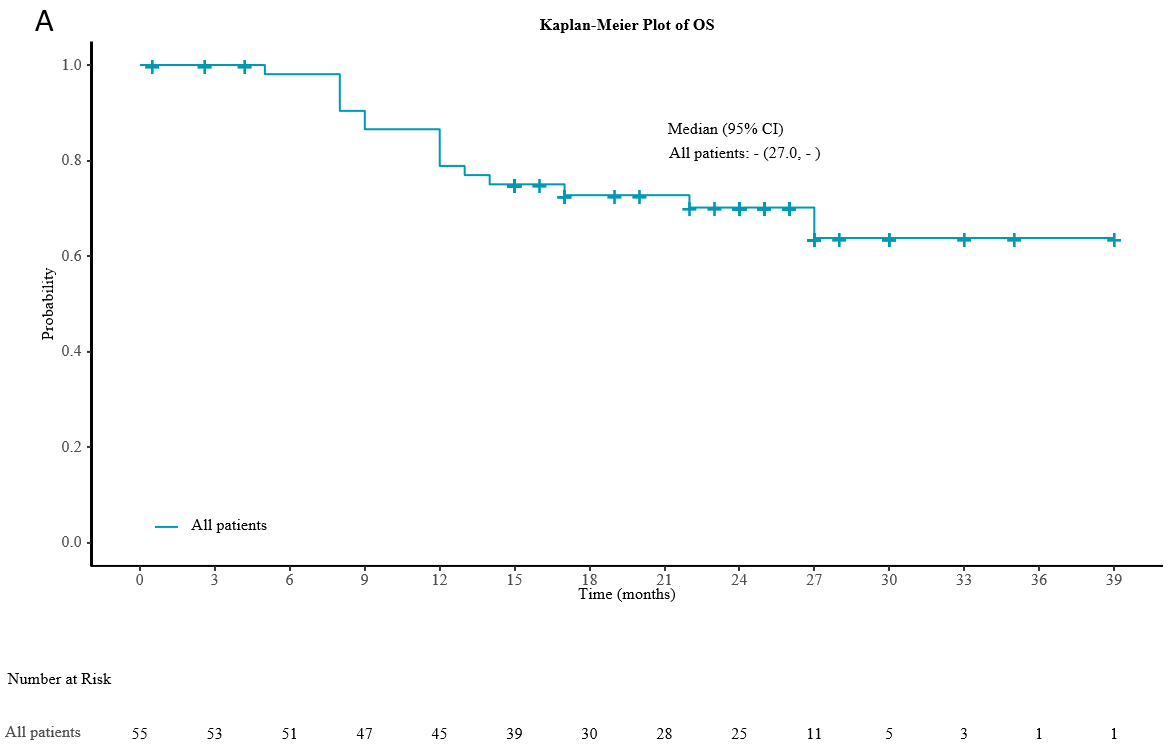 A
Kaplan-Meier Plot of OS
1.0
0.8
0.6
0.4
0.2
0.0
Probability
Median (95% CI)
All patients: - (27.0, - )
All patients
0 3 6 9 12 15 18 21 24 27 30 33 36 39
Time (months)
Number at Risk
All patients 55 53 51 47 45 39 30 28 25 11 5 3 1 1